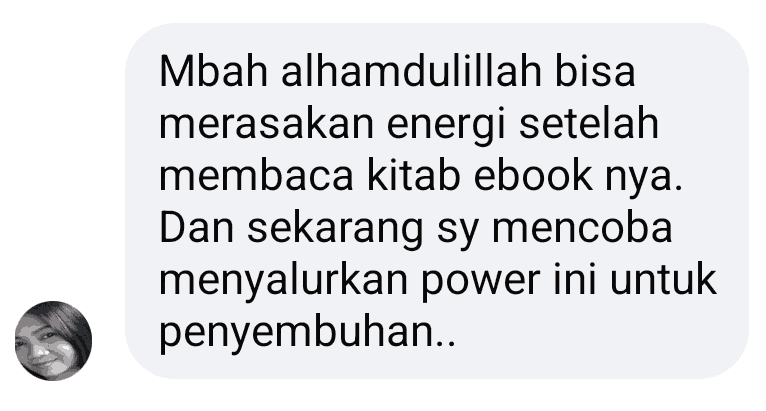 Mbah alhamdulillah bisa
merasakan energi setelah
membaca kitab ebook nya.
Dan sekarang sy mencoba
menyalurkan power ini untuk
penyembuhan..